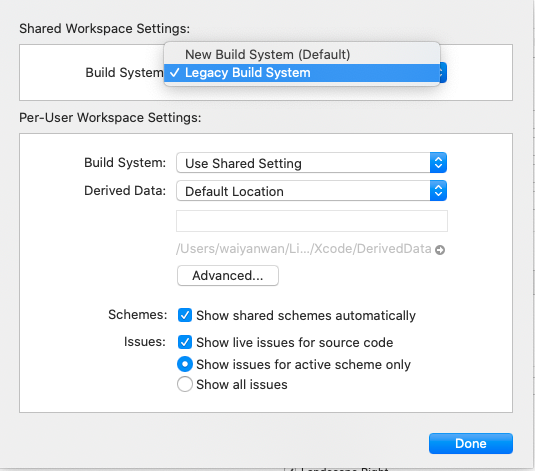 Shared Workspace Settings:
New Build System (Default)
Build System
✓ Legacy Build System
Per-User Workspace Settings:
Build System: Use Shared Setting
Derived Data: Default Location
/Users/waiyanwan/Li.../Xcode/DerivedData
Advanced...
Schemes: Show shared schemes automatically
Issues: Show live issues for source code
Show issues for active scheme only
Show all issues
Done
Landscape Right